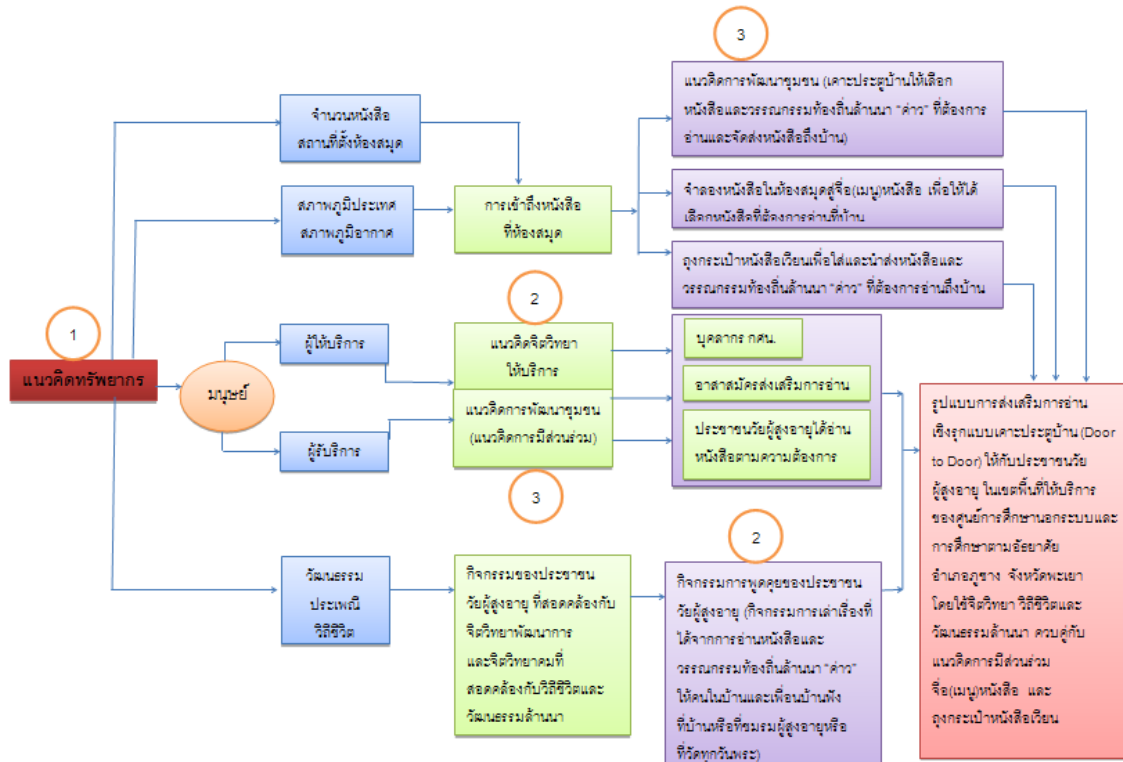 3
แนวคิดการพัฒนาชุมชน (เคาะประตูบ้านให้เลือก
หนังสือและวรรณกรรมท้องถิ่นล้านนา "ค่าว" ที่ต้องการ
อ่านและจัดส่งหนังสือถึงบ้าน)
จำนวนหนังสือ
สถานที่ตั้งห้องสมุด
สภาพภูมิประเทศ
สภาพภูมิอากาศ
การเข้าถึงหนังสือ
ที่ห้องสมุด
จำลองหนังสือในห้องสมุดสู่จื่อ(เมนู)หนังสือ เพื่อให้ได้
เลือกหนังสือที่ต้องการอ่านที่บ้าน
ถุงกระเป๋าหนังสือเวียนเพื่อใส่และนำส่งหนังสือและ
วรรณกรรมท้องถิ่นล้านนา "ค่าว" ที่ต้องการอ่านถึงบ้าน
1
แนวคิดทรัพยากร
มนุษย์
ผู้ให้บริการ
ผู้รับบริการ
2
แนวคิดจิตวิทยา
ให้บริการ
แนวคิดการพัฒนาชุมชน
(แนวคิดการมีส่วนร่วม)
3
บุคลากร กศน.
อาสาสมัครส่งเสริมการอ่าน
ประชาชนวัยผู้สูงอายุได้อ่าน
หนังสือตามความต้องการ
วัฒนธรรม
ประเพณี
วิถีชีวิต
กิจกรรมของประชาชน
วัยผู้สูงอายุ ที่สอดคล้องกับ
จิตวิทยาพัฒนาการ
และจิตวิทยาคมที่
สอดคล้องกับวิถีชีวิตและ
วัฒนธรรมล้านนา
2
กิจกรรมการพูดคุยของประชาชน
วัยผู้สูงอายุ (กิจกรรมการเล่าเรื่องที่
ได้จากการอ่านหนังสือและ
วรรณกรรมท้องถิ่นล้านนา "ค่าว"
ให้คนในบ้านและเพื่อนบ้านฟัง
ที่บ้านหรือที่ชมรมผู้สูงอายุหรือ
ที่วัดทุกวันพระ)
รูปแบบการส่งเสริมการอ่าน
เชิงรุกแบบเคาะประตูบ้าน (Door
to Door) ให้กับประชาชนวัย
ผู้สูงอายุ ในเขตพื้นที่ให้บริการ
ของศูนย์การศึกษานอกระบบและ
การศึกษาตามอัธยาศัย
อำเภอภูซาง จังหวัดพะเยา
โดยใช้จิตวิทยา วิถีชีวิตและ
วัฒนธรรมล้านนา ควบคู่กับ
แนวคิดการมีส่วนร่วม
จื่อ(เมนู)หนังสือ และ
ถุงกระเป๋าหนังสือเวียน